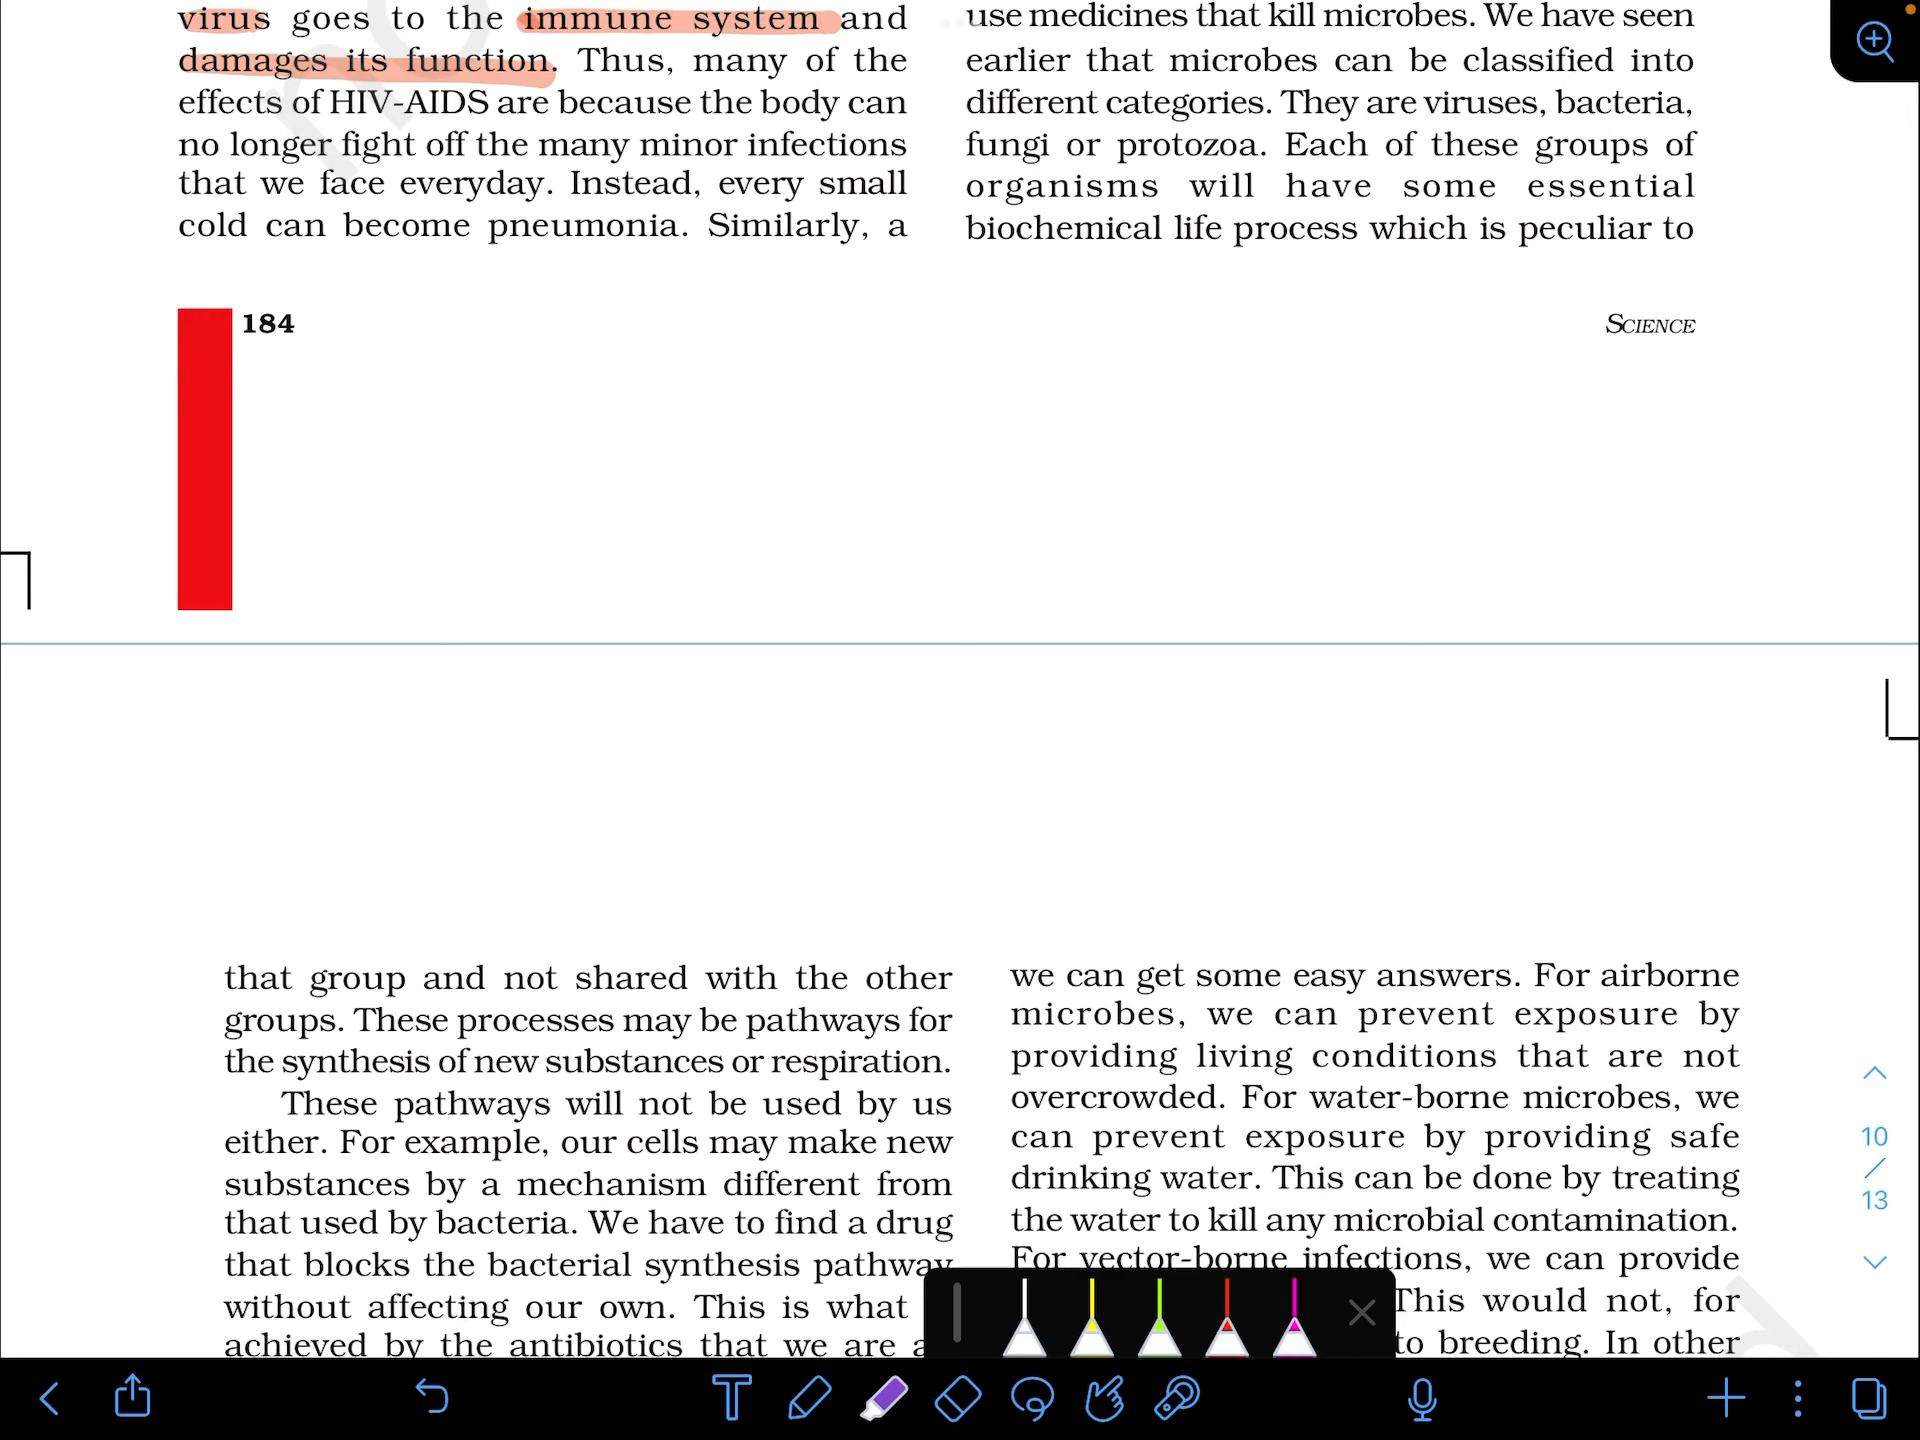 virus goes to the immune system and
damages its function. Thus, many of the
effects of HIV-AIDS are because the body can
no longer fight off the many minor infections
that we face everyday. Instead, every small
cold can become pneumonia. Similarly, a
use medicines that kill microbes. We have seen
earlier that microbes can be classified into
different categories. They are viruses, bacteria,
fungi or protozoa. Each of these groups of
organisms will have some essential
biochemical life process which is peculiar to
184
SCIENCE
that group and not shared with the other
groups. These processes may be pathways for
the synthesis of new substances or respiration.
These pathways will not be used by us
either. For example, our cells may make new
substances by a mechanism different from
that used by bacteria. We have to find a drug
that blocks the bacterial synthesis pathway
without affecting our own. This is what
achieved by the antibiotics that we are
we can get some easy answers. For airborne
microbes, we can prevent exposure by
providing living conditions that are not
overcrowded. For water-borne microbes, we
can prevent exposure by providing safe
drinking water. This can be done by treating
the water to kill any microbial contamination.
For vector-borne infections, we can provide
This would not, for
to breeding. In other
10
/
13